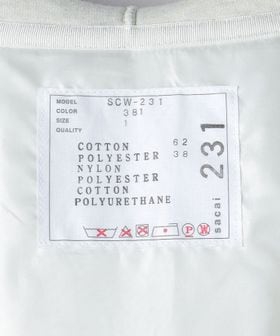 MODEL SCW-231
COLOR 381
SIZE 1
QUALITY
COTTON 62
POLYESTER 38
NYLON
POLYESTER
COTTON
POLYURETHANE
sacai 231
P W